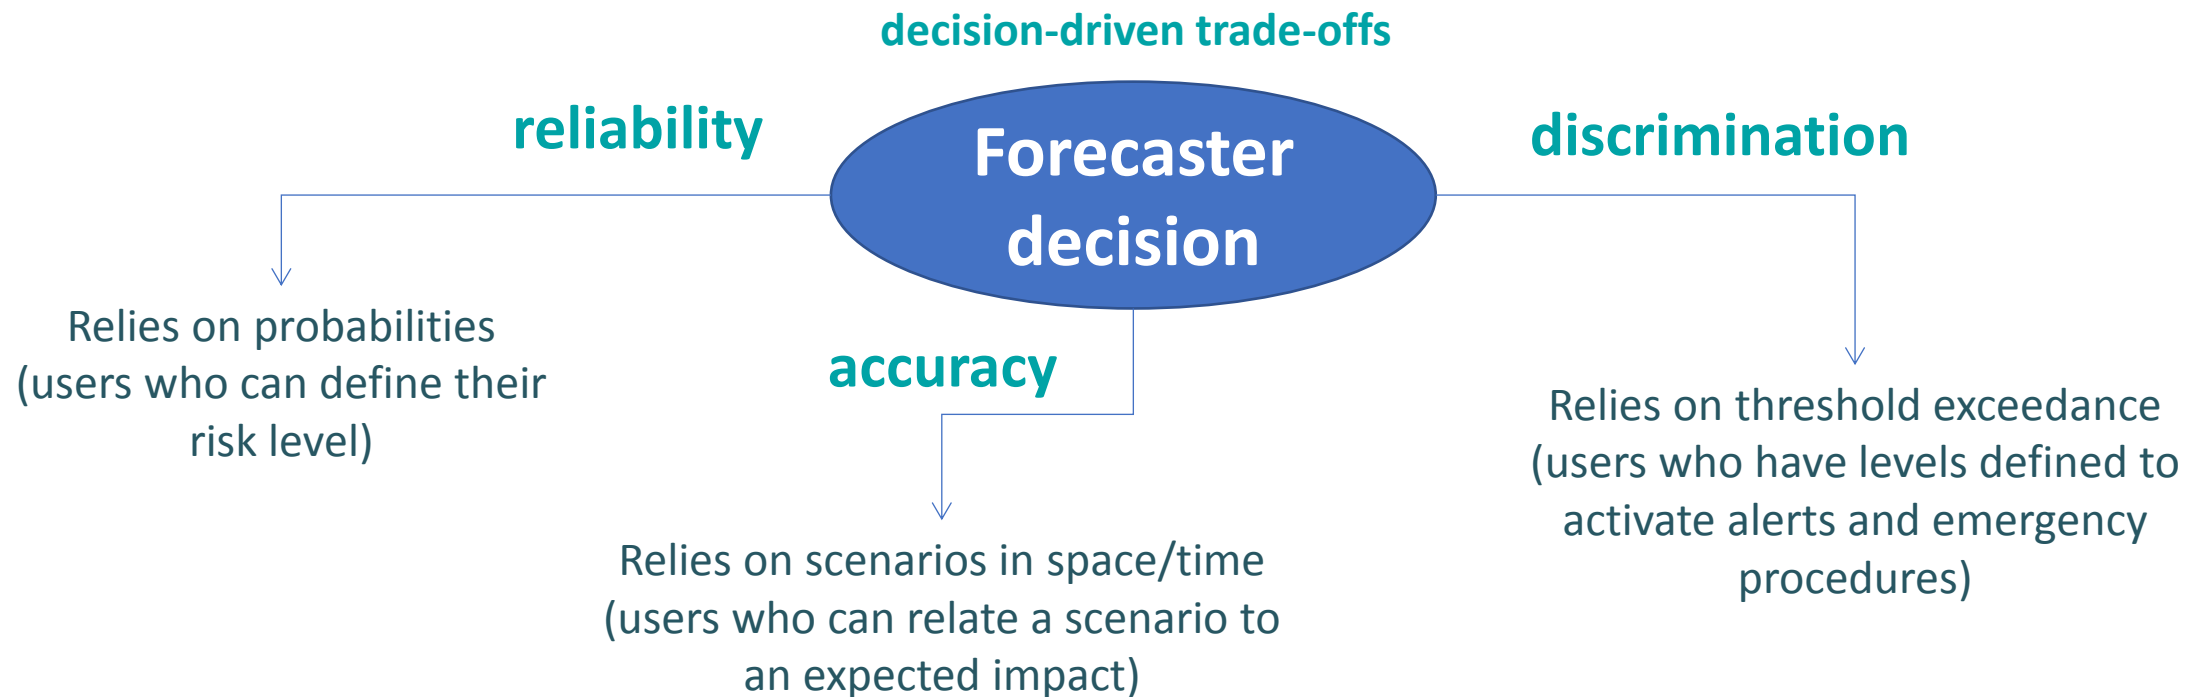 decision-driven trade-offs
reliability
Forecaster
decision
discrimination
Relies on probabilities
(users who can define their
risk level)
accuracy
Relies on scenarios in space/time
(users who can relate a scenario to
an expected impact)
Relies on threshold exceedance
(users who have levels defined to
activate alerts and emergency
procedures)